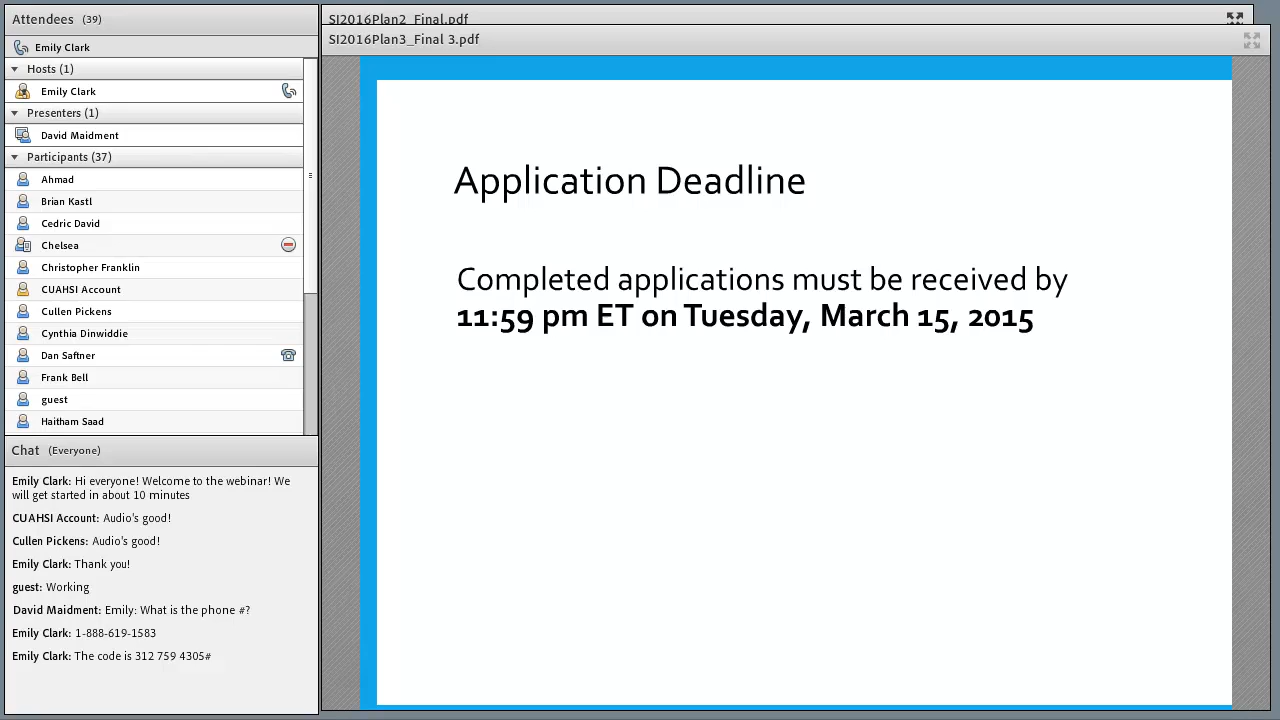 Attendees (39)
Emily Clark
Hosts (1)
Emily Clark
Presenters (1)
David Maidment
Participants (37)
Ahmad
Brian Kastl
Cedric David
Chelsea
Christopher Franklin
CUAHSI Account
Cullen Pickens
Cynthia Dinwiddie
Dan Saftner
Frank Bell
guest
Haitham Saad
Chat (Everyone)
Emily Clark: Hi everyone! Welcome to the webinar! We
will get started in about 10 minutes
CUAHSI Account: Audio's good!
Cullen Pickens: Audio's good!
Emily Clark: Thank you!
guest: Working
David Maidment: Emily: What is the phone #?
Emily Clark: 1-888-619-1583
Emily Clark: The code is 312 759 4305#
SI2016Plan2_Final.pdf
SI2016Plan3_Final 3.pdf
Application Deadline
Completed applications must be received by
11:59 pm ET on Tuesday, March 15, 2015